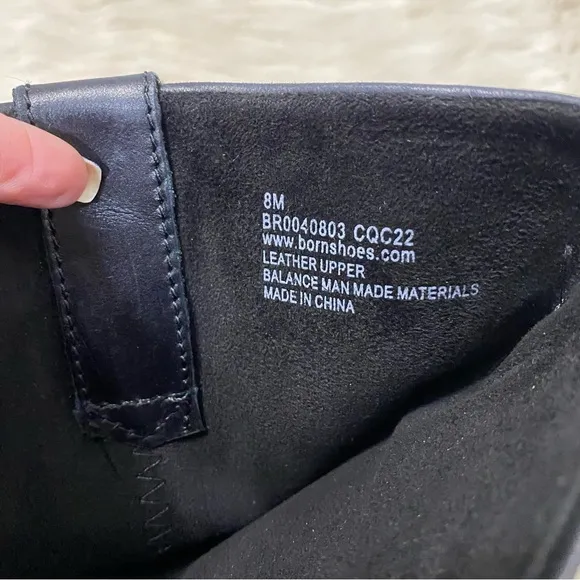 8M
BR0040803 CQC22
www.bornshoes.com
LEATHER UPPER
BALANCE MAN MADE MATERIALS
MADE IN CHINA